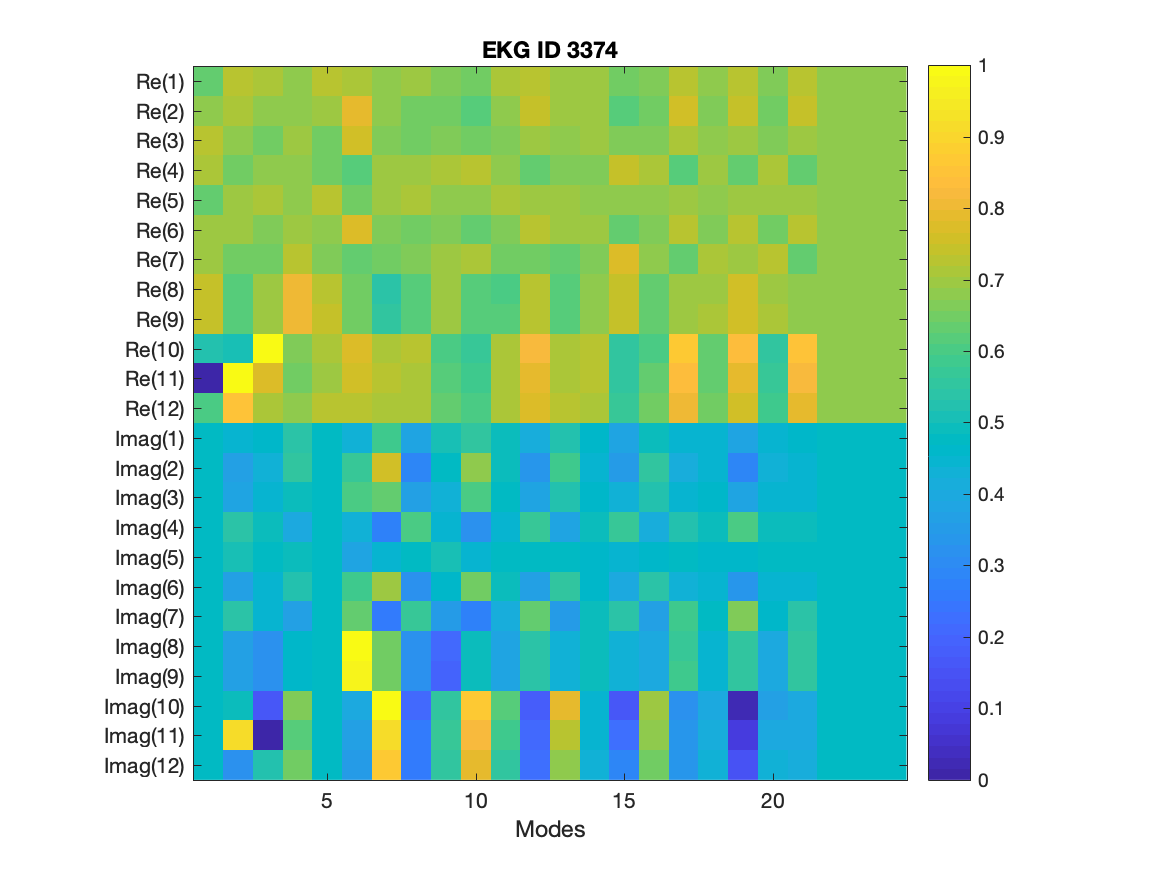 EKG ID 3374
Re(1)
Re(2)
Re(3)
Re(4)
Re(5)
Re(6)
Re(7)
Re(8)
Re(9)
Re(10)
Re(11)
Re(12)
Imag(1)
Imag(2)
Imag(3)
Imag(4)
Imag(5)
Imag(6)
Imag(7)
Imag(8)
Imag(9)
Imag(10)
Imag(11)
Imag(12)
5 10 15 20
Modes
1
0.9
0.8
0.7
0.6
0.5
0.4
0.3
0.2
0.1
0